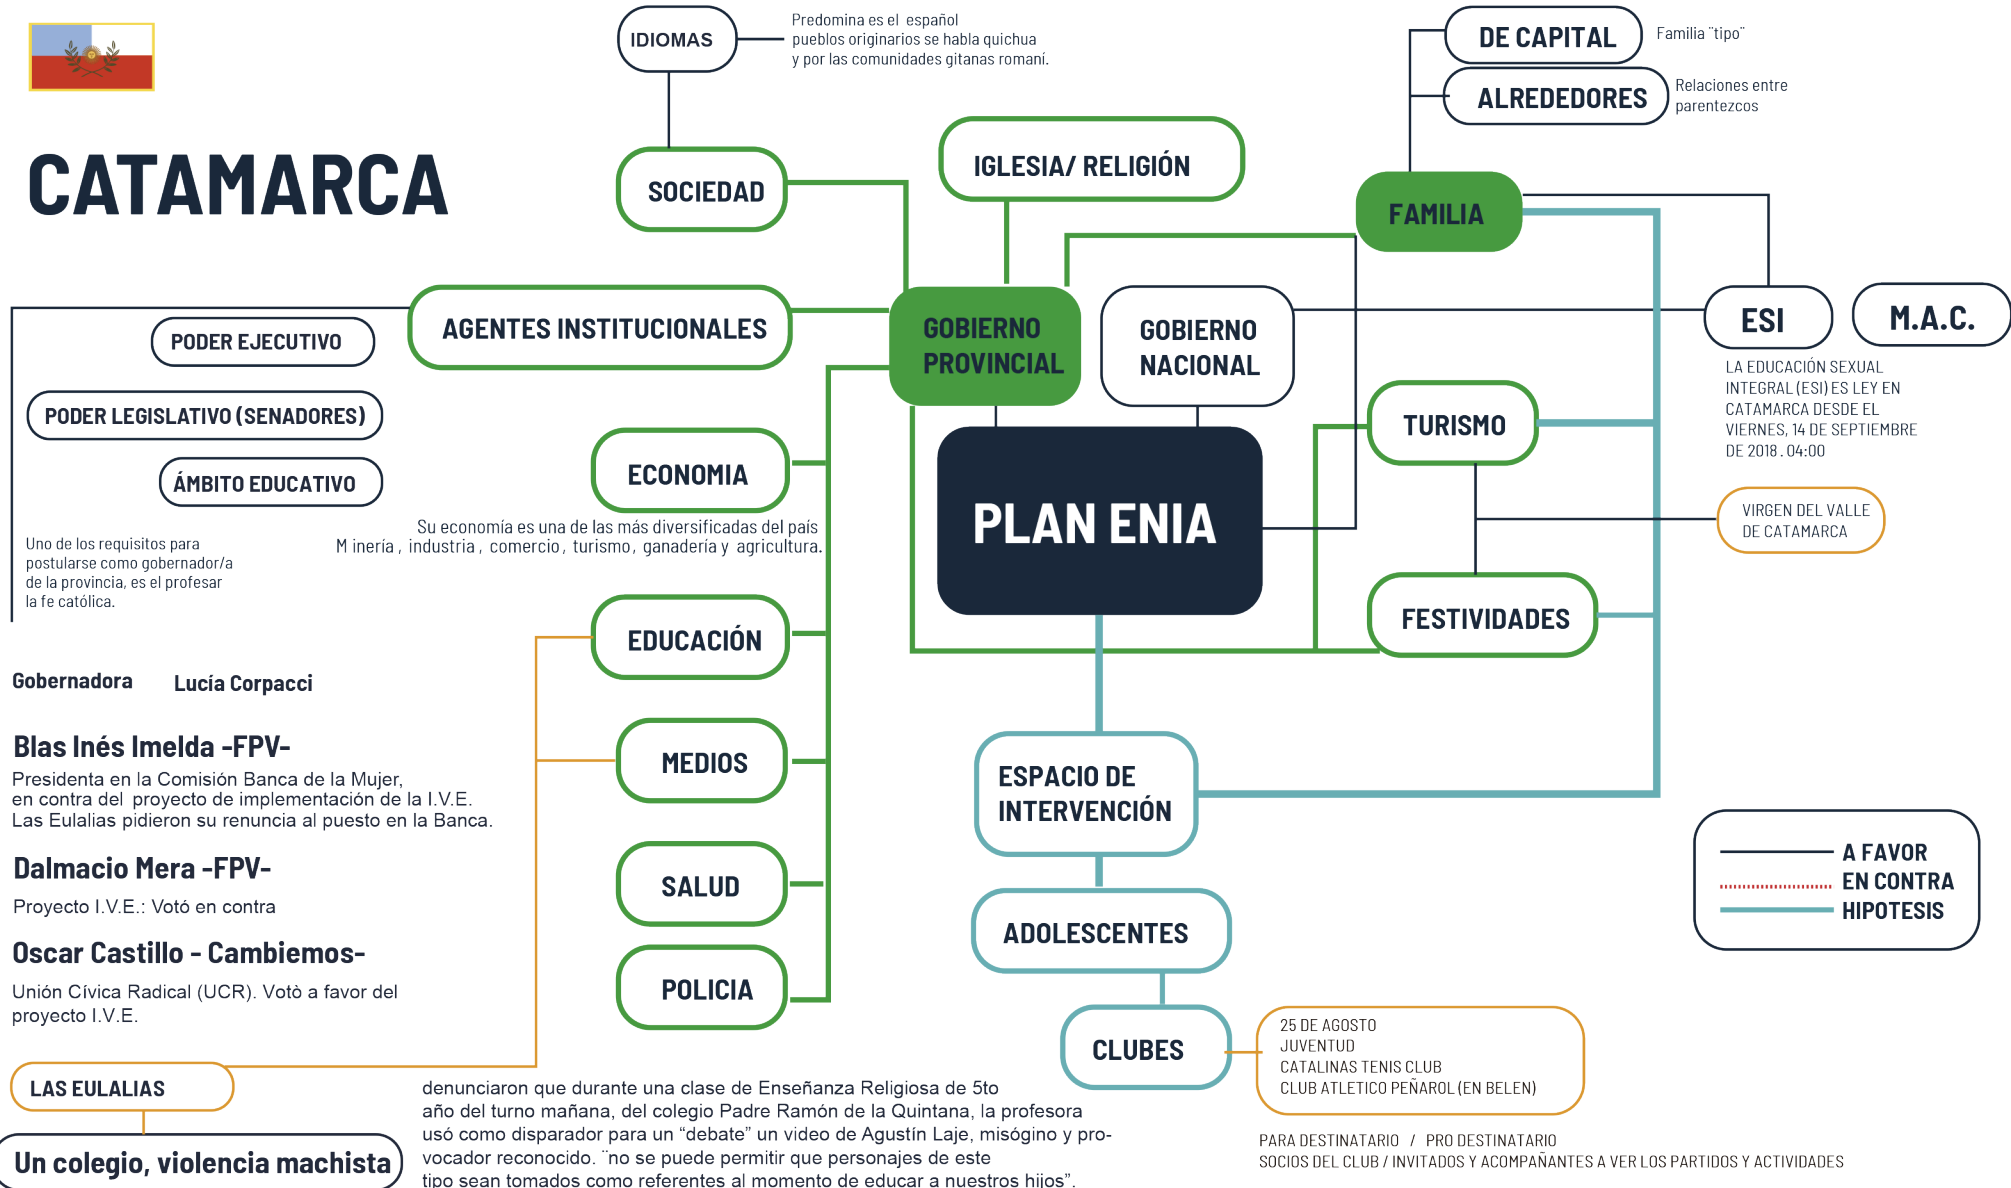 CATAMARCA
IDIOMAS
Predomina es el español
pueblos originarios se habla quichua
y por las comunidades gitanas romaní.
SOCIEDAD
IGLESIA/ RELIGIÓN
DE CAPITAL
Familia ¨tipo¨
ALREDEDORES
Relaciones entre
parentezcos
FAMILIA
AGENTES INSTITUCIONALES
PODER EJECUTIVO
PODER LEGISLATIVO (SENADORES)
ÁMBITO EDUCATIVO
Uno de los requisitos para
postularse como gobernador/a
de la provincia, es el profesar
la fe católica.
GOBIERNO
PROVINCIAL
GOBIERNO
NACIONAL
ESI
M.A.C.
LA EDUCACIÓN SEXUAL
INTEGRAL (ESI) ES LEY EN
CATAMARCA DESDE EL
VIERNES, 14 DE SEPTIEMBRE
DE 2018 . 04:00
TURISMO
VIRGEN DEL VALLE
DE CATAMARCA
FESTIVIDADES
PLAN ENIA
ECONOMIA
Su economía es una de las más diversificadas del país
M inería , industria , comercio , turismo , ganadería y agricultura.
EDUCACIÓN
MEDIOS
SALUD
POLICIA
Gobernadora Lucía Corpacci
Blas Inés Imelda -FPV-
Presidenta en la Comisión Banca de la Mujer,
en contra del proyecto de implementación de la I.V.E.
Las Eulalias pidieron su renuncia al puesto en la Banca.
Dalmacio Mera -FPV-
Proyecto I.V.E.: Votó en contra
Oscar Castillo - Cambiemos-
Unión Cívica Radical (UCR). Votò a favor del
proyecto I.V.E.
LAS EULALIAS
Un colegio, violencia machista
denunciaron que durante una clase de Enseñanza Religiosa de 5to
año del turno mañana, del colegio Padre Ramón de la Quintana, la profesora
usó como disparador para un “debate” un video de Agustín Laje, misógino y pro-
vocador reconocido. ¨no se puede permitir que personajes de este
tipo sean tomados como referentes al momento de educar a nuestros hijos”.
ESPACIO DE
INTERVENCIÓN
ADOLESCENTES
CLUBES
25 DE AGOSTO
JUVENTUD
CATALINAS TENIS CLUB
CLUB ATLETICO PEÑAROL (EN BELEN)
PARA DESTINATARIO / PRO DESTINATARIO
SOCIOS DEL CLUB / INVITADOS Y ACOMPAÑANTES A VER LOS PARTIDOS Y ACTIVIDADES
A FAVOR
EN CONTRA
HIPOTESIS